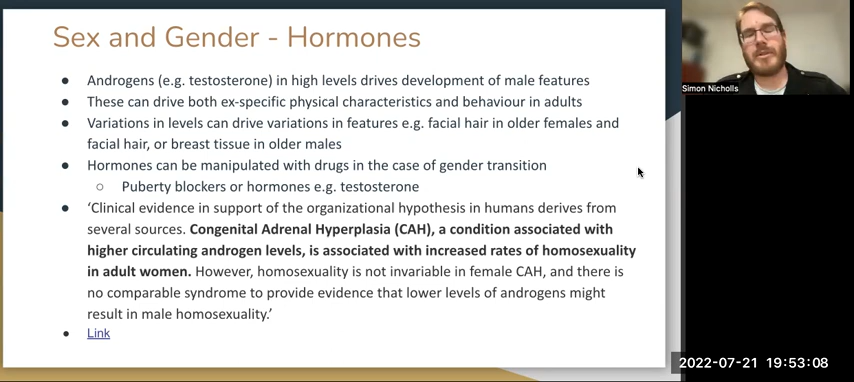 Sex and Gender - Hormones
Simon Nicholls
● Androgens (e.g. testosterone) in high levels drives development of male features
● These can drive both ex-specific physical characteristics and behaviour in adults
● Variations in levels can drive variations in features e.g. facial hair in older females and
facial hair, or breast tissue in older males
● Hormones can be manipulated with drugs in the case of gender transition
○ Puberty blockers or hormones e.g. testosterone
● ‘Clinical evidence in support of the organizational hypothesis in humans derives from
several sources. Congenital Adrenal Hyperplasia (CAH), a condition associated with
higher circulating androgen levels, is associated with increased rates of homosexuality
in adult women. However, homosexuality is not invariable in female CAH, and there is
no comparable syndrome to provide evidence that lower levels of androgens might
result in male homosexuality.’
● Link
2022-07-21 19:53:08